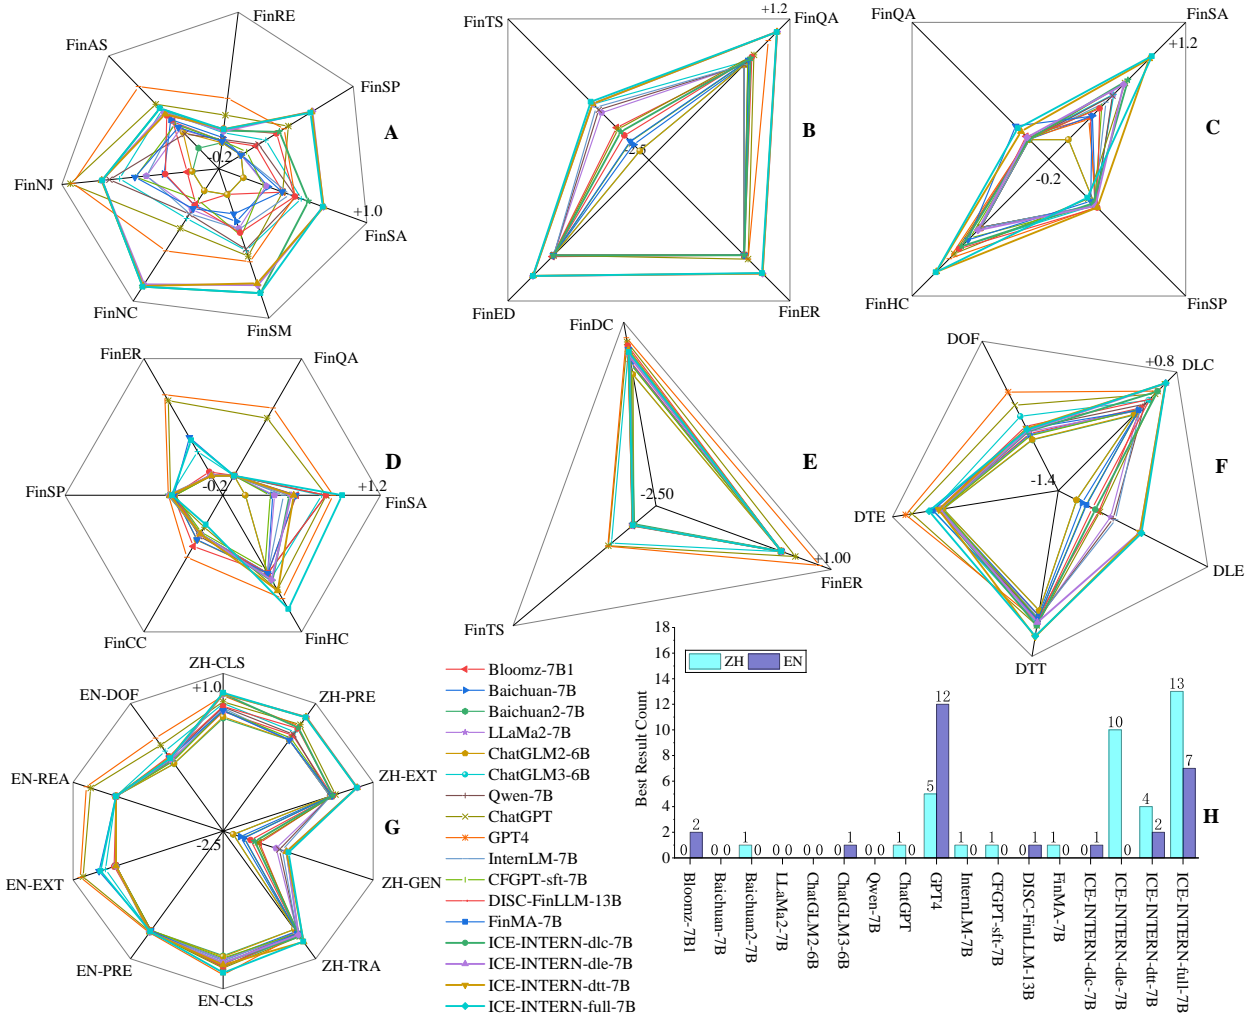 FinRE
FinAS
FinSP
A
-0.2
FinNJ
+1.0
FinSA
FinNC
FinSM
+1.2
FinTS
FinQA
B
-2.5
FinED
FinER
FinQA
FinSA
+1.2
C
-0.2
FinHC
FinSP
FinER
FinQA
D
FinSP
-0.2
+1.2
FinSA
FinCC
FinHC
FinDC
E
-2.50
+1.00
FinER
FinTS
DOF
+0.8
DLC
F
-1.4
DTE
DLE
DTT
ZH-CLS
EN-DOF
+1.0
ZH-PRE
EN-REA
ZH-EXT
G
-2.5
EN-EXT
ZH-GEN
EN-PRE
ZH-TRA
EN-CLS
Bloomz-7B1
Baichuan-7B
Baichuan2-7B
LLaMa2-7B
ChatGLM2-6B
ChatGLM3-6B
Qwen-7B
ChatGPT
GPT4
InternLM-7B
CFGPT-sft-7B
DISC-FinLLM-13B
FinMA-7B
ICE-INTERN-dlc-7B
ICE-INTERN-dle-7B
ICE-INTERN-dtt-7B
ICE-INTERN-full-7B
Best Result Count
18
16
14
12
10
8
6
4
2
0
ZH EN
H
0 2 0 0 1 0 0 0 0 0 0 1 0 0 1 0 5 12 1 0 1 0 0 1 1 0 0 1 10 0 4 2 13 7
Bloomz-7B1
Baichuan-7B
Baichuan2-7B
LLaMa2-7B
ChatGLM2-6B
ChatGLM3-6B
Qwen-7B
ChatGPT
GPT4
InternLM-7B
CFGPT-sft-7B
DISC-FinLLM-13B
FinMA-7B
ICE-INTERN-dlc-7B
ICE-INTERN-dle-7B
ICE-INTERN-dtt-7B
ICE-INTERN-full-7B